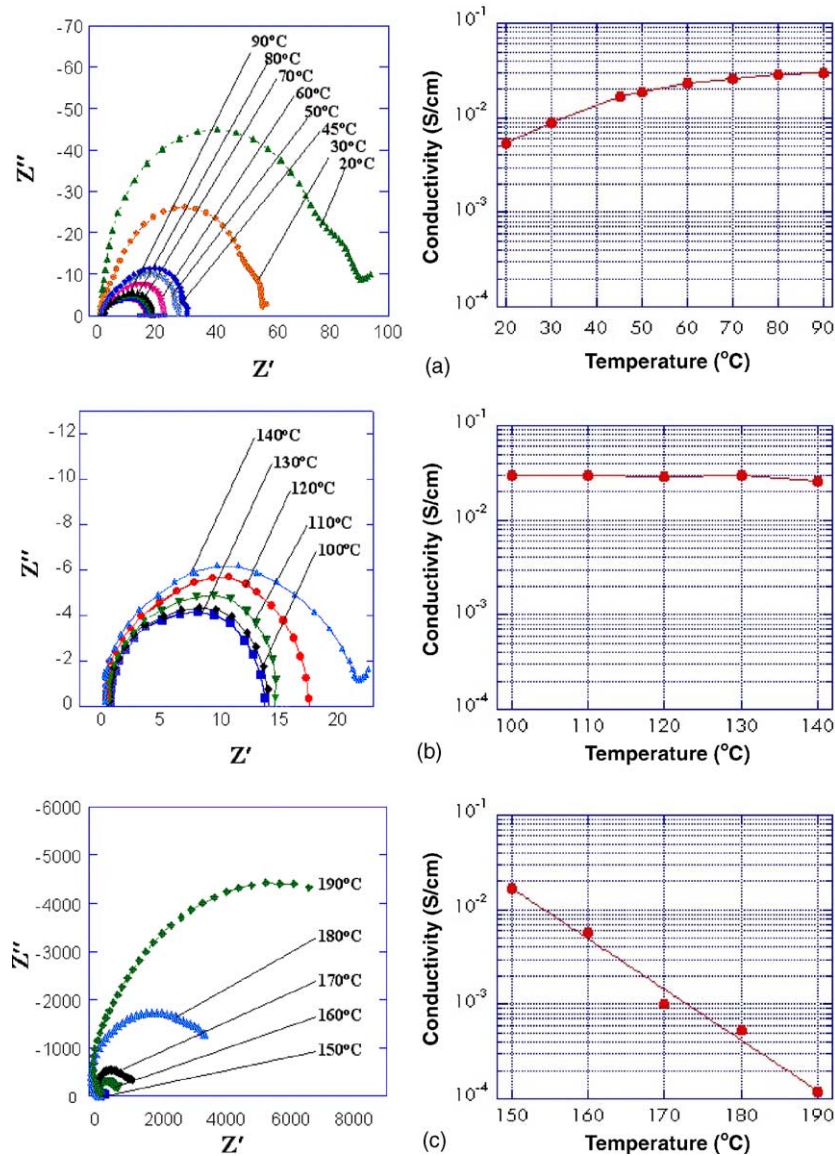 -70
-60
-50
-40
-30
-20
-10
0
Z″
90°C
80°C
70°C
60°C
50°C
45°C
30°C
20°C
0 20 40 60 80 100
Z′
10⁻¹
10⁻²
10⁻³
10⁻⁴
Conductivity (S/cm)
20 30 40 50 60 70 80 90
Temperature (°C)
(a)
-12
-10
-8
-6
-4
-2
0
Z″
140°C
130°C
120°C
110°C
100°C
0 5 10 15 20
Z′
10⁻¹
10⁻²
10⁻³
10⁻⁴
Conductivity (S/cm)
100 110 120 130 140
Temperature (°C)
(b)
-6000
-5000
-4000
-3000
-2000
-1000
0
Z″
190°C
180°C
170°C
160°C
150°C
0 2000 4000 6000 8000
Z′
10⁻¹
10⁻²
10⁻³
10⁻⁴
Conductivity (S/cm)
150 160 170 180 190
Temperature (°C)
(c)